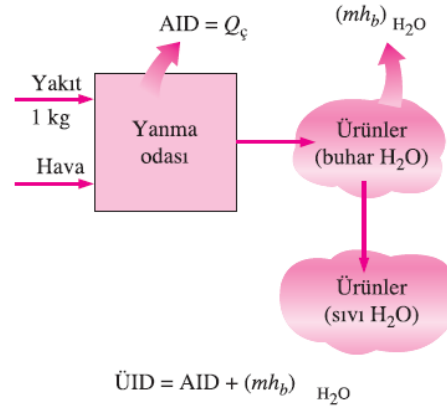 AID = Qç
(mh_b) H₂O
Yakıt
1 kg
Hava
Yanma
odası
Ürünler
(buhar H₂O)
Ürünler
(sıvı H₂O)
ÜID = AID + (mh_b) H₂O